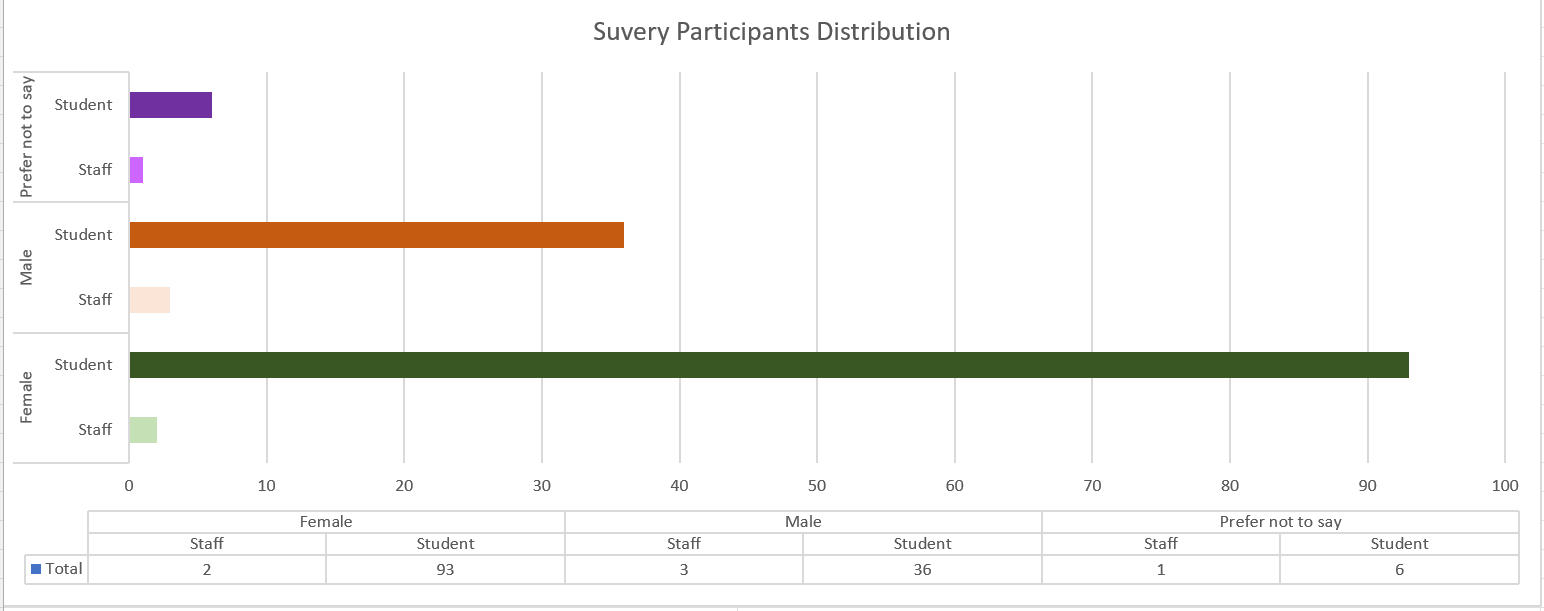 Suvery Participants Distribution
Prefer not to say
Student
Staff
Male
Student
Staff
Female
Student
Staff
0 10 20 30 40 50 60 70 80 90 100
Female Male Prefer not to say
Staff Student Staff Student Staff Student
Total 2 93 3 36 1 6